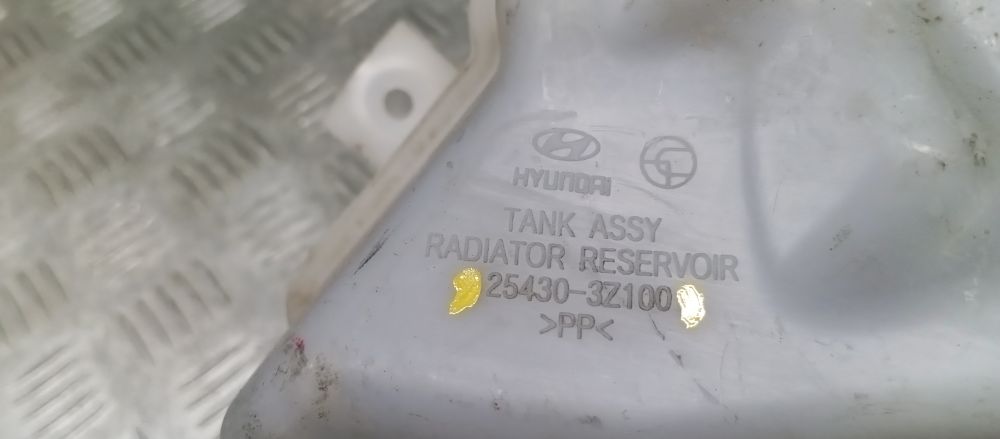 HYUNDAI
TANK ASSY
RADIATOR RESERVOIR
25430-3Z100
>PP<